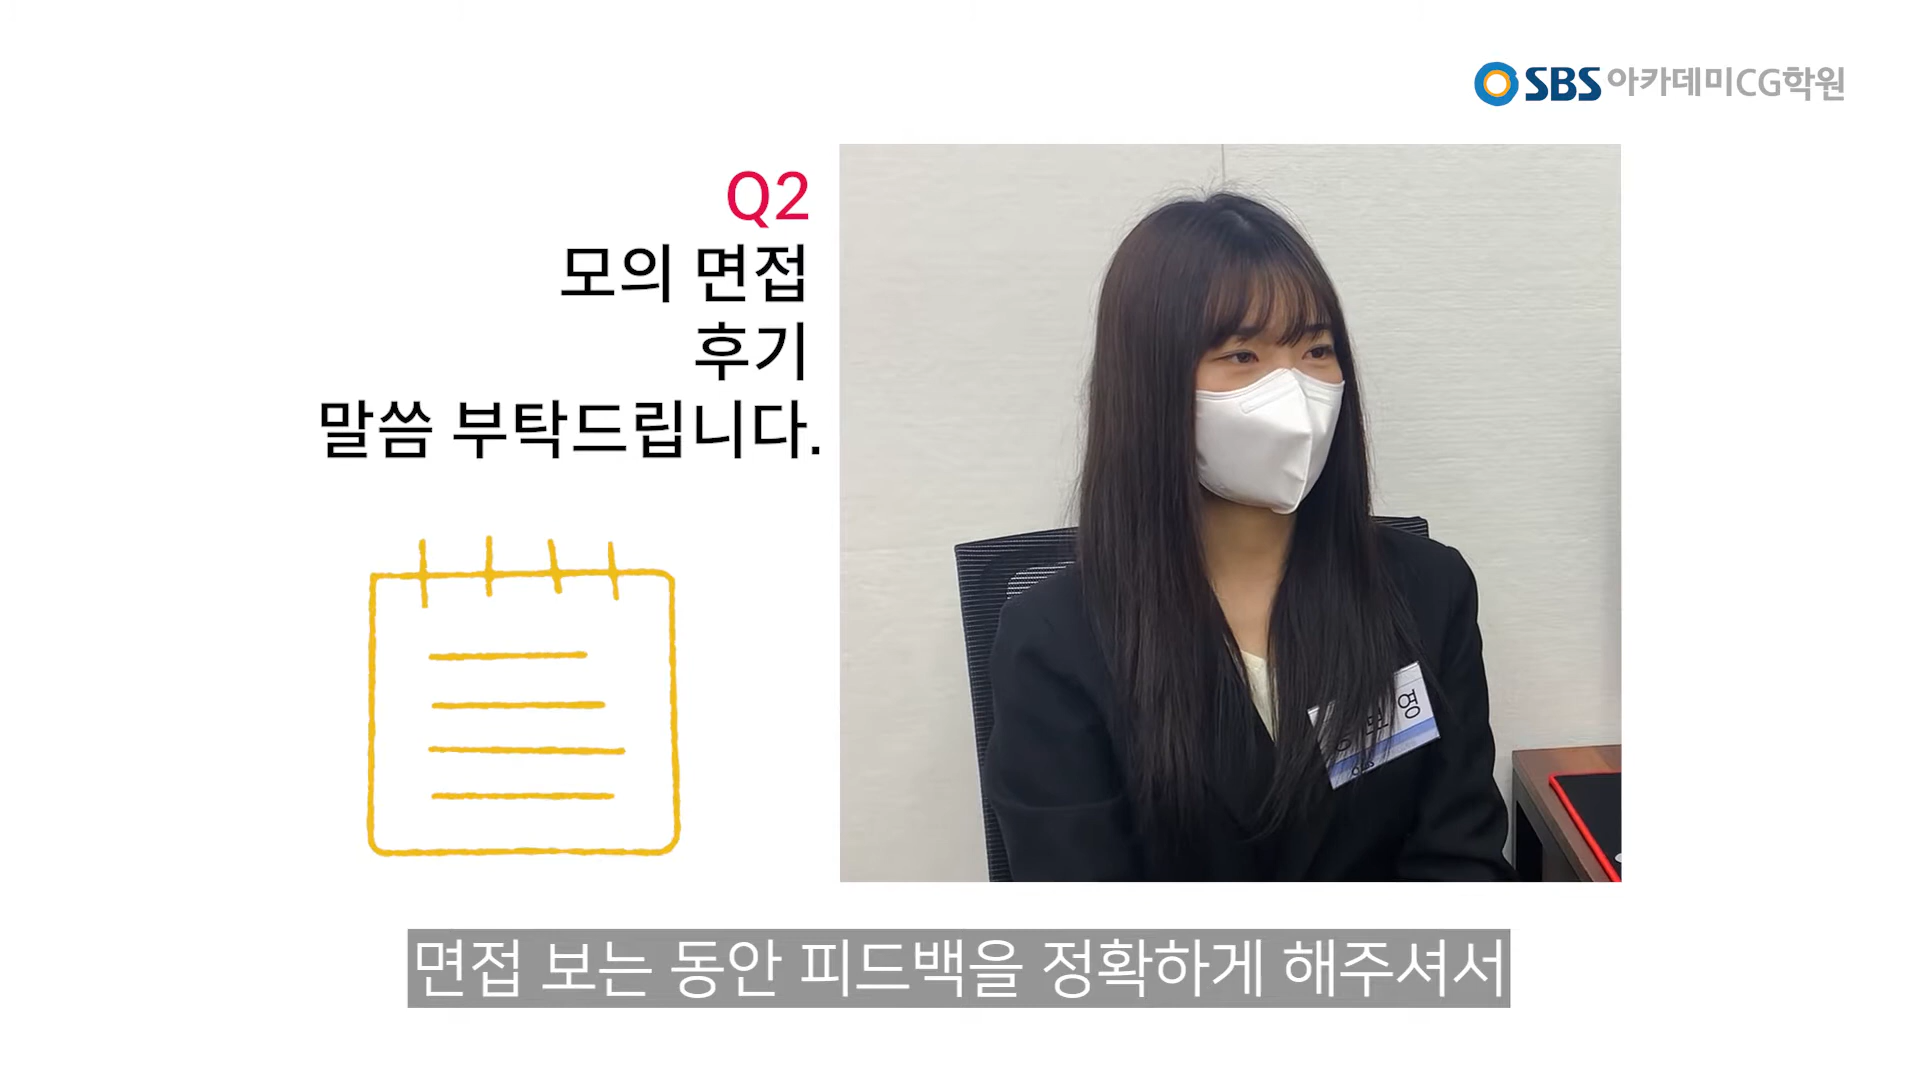 SBS 아카데미CG학원
Q2
모의 면접
후기
말씀 부탁드립니다.
영
면접 보는 동안 피드백을 정확하게 해주셔서